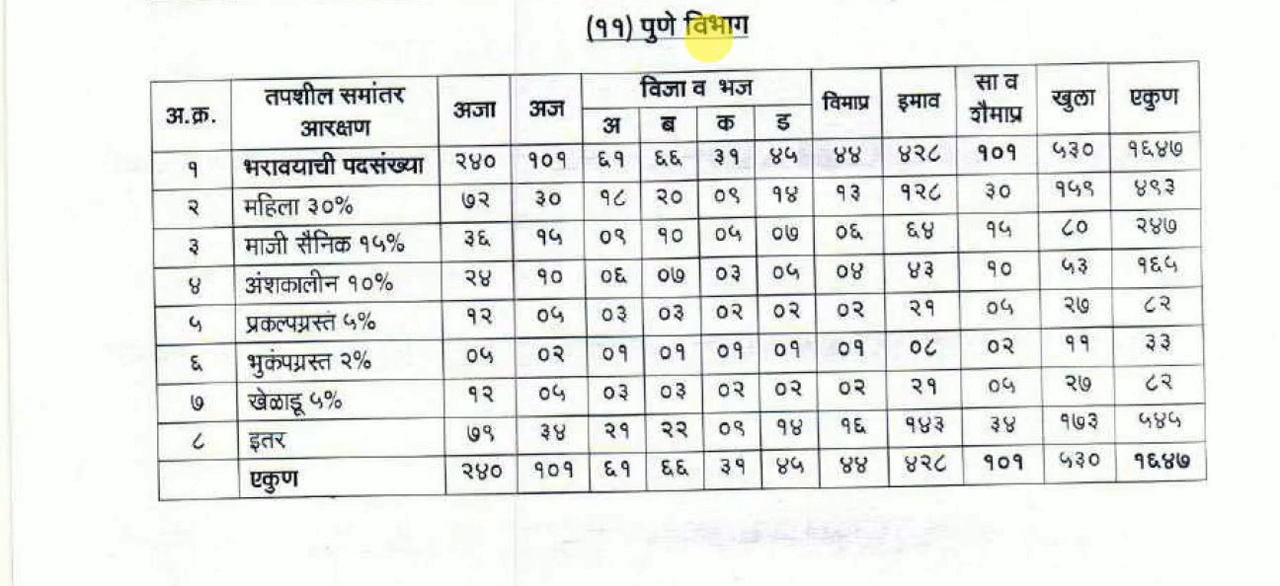 (११) पुणे विभाग
अ.क्र. तपशील समांतर आरक्षण अजा अज विजा व भज विमाप्र इमाव सा व शैमाप्र खुला एकुण
अ ब क ड
१ भरावयाची पदसंख्या २४० १०१ ६१ ६६ ३१ ४५ ४४ ४२८ १०१ ५३० १६४७
२ महिला ३०% ७२ ३० १८ २० ०९ १४ १३ १२८ ३० १५९ ४९३
३ माजी सैनिक १५% ३६ १५ ०९ १० ०५ ०७ ०६ ६४ १५ ८० २४७
४ अंशकालीन १०% २४ १० ०६ ०७ ०३ ०५ ०४ ४३ १० ५३ १६५
५ प्रकल्पग्रस्त ५% १२ ०५ ०३ ०३ ०२ ०२ ०२ २१ ०५ २७ ८२
६ भुकंपग्रस्त २% ०५ ०२ ०१ ०१ ०१ ०१ ०१ ०८ ०२ ११ ३३
७ खेळाडू ५% १२ ०५ ०३ ०३ ०२ ०२ ०२ २१ ०५ २७ ८२
८ इतर ७९ ३४ २१ २२ ०९ १४ १६ १४३ ३४ १७३ ५४५
एकुण २४० १०१ ६१ ६६ ३१ ४५ ४४ ४२८ १०१ ५३० १६४७